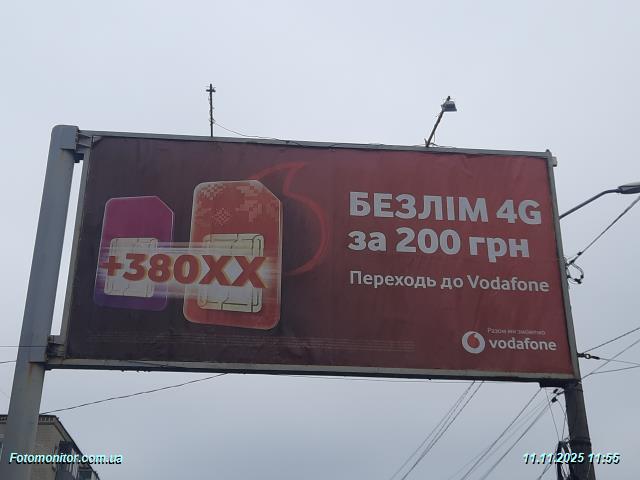 +380XX
БЕЗЛІМ 4G
за 200 грн
Переходь до Vodafone
Разом ми зможемо
vodafone
Fotomonitor.com.ua
11.11.2025 11:55